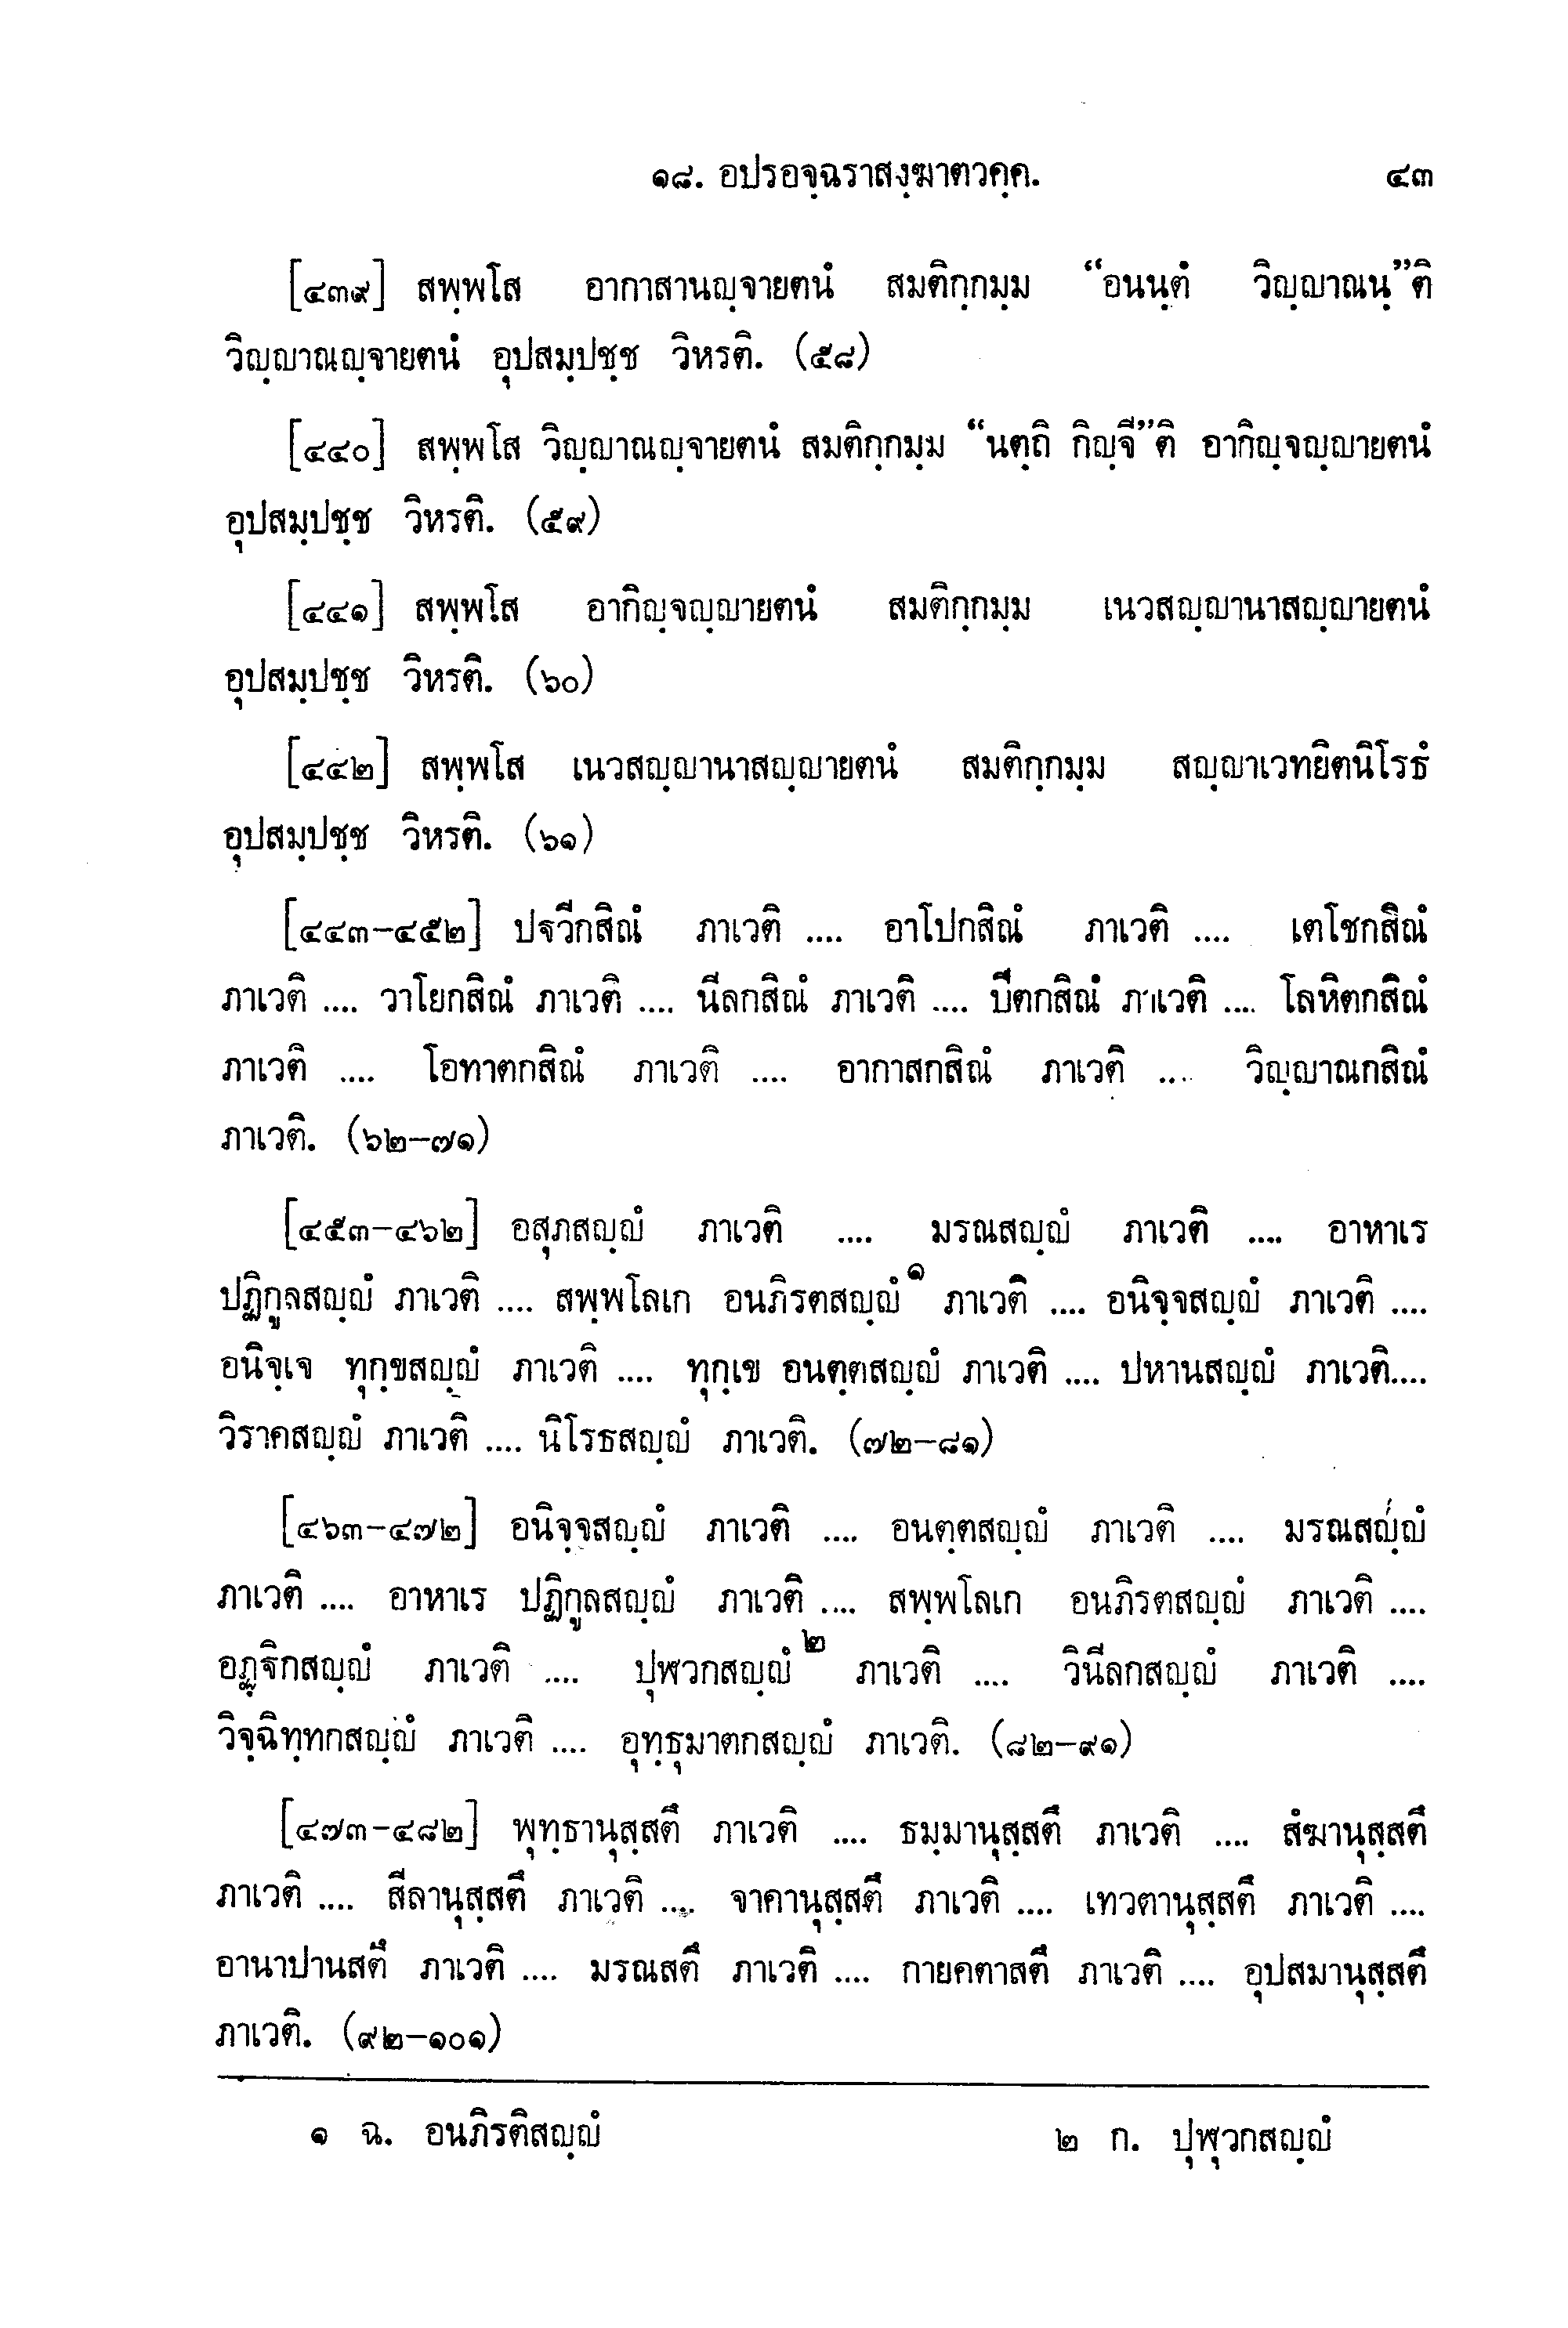 ๑๘. อปรอจฺฉราสงฺฆาตวคฺค. ๔๓
[๔๓๙] สพฺพโส อากาสานญฺจายตนํ สมติกฺกมฺม “อนนฺตํ วิญฺญาณนฺ”ติ
วิญฺญาณญฺจายตนํ อุปสมฺปชฺช วิหรติ. (๕๘)
[๔๔๐] สพฺพโส วิญฺญาณญฺจายตนํ สมติกฺกมฺม “นตฺถิ กิญฺจี”ติ อากิญฺจญฺญายตนํ
อุปสมฺปชฺช วิหรติ. (๕๙)
[๔๔๑] สพฺพโส อากิญฺจญฺญายตนํ สมติกฺกมฺม เนวสญฺญานาสญฺญายตนํ
อุปสมฺปชฺช วิหรติ. (๖๐)
[๔๔๒] สพฺพโส เนวสญฺญานาสญฺญายตนํ สมติกฺกมฺม สญฺญาเวทยิตนิโรธํ
อุปสมฺปชฺช วิหรติ. (๖๑)
[๔๔๓–๔๕๒] ปฐวีกสิณํ ภาเวติ .... อาโปกสิณํ ภาเวติ .... เตโชกสิณํ
ภาเวติ .... วาโยกสิณํ ภาเวติ .... นีลกสิณํ ภาเวติ .... ปีตกสิณํ ภาเวติ .... โลหิตกสิณํ
ภาเวติ .... โอทาตกสิณํ ภาเวติ .... อากาสกสิณํ ภาเวติ .... วิญฺญาณกสิณํ
ภาเวติ. (๖๒–๗๑)
[๔๕๓–๔๖๒] อสุภสญฺญํ ภาเวติ .... มรณสญฺญํ ภาเวติ .... อาหาเร
ปฏิกูลสญฺญํ ภาเวติ .... สพฺพโลเก อนภิรตสญฺญํ๑ ภาเวติ .... อนิจฺจสญฺญํ ภาเวติ ....
อนิจฺเจ ทุกฺขสญฺญํ ภาเวติ .... ทุกฺเข อนตฺตสญฺญํ ภาเวติ .... ปหานสญฺญํ ภาเวติ....
วิราคสญฺญํ ภาเวติ .... นิโรธสญฺญํ ภาเวติ. (๗๒–๘๑)
[๔๖๓–๔๗๒] อนิจฺจสญฺญํ ภาเวติ .... อนตฺตสญฺญํ ภาเวติ .... มรณสญฺญํ
ภาเวติ .... อาหาเร ปฏิกูลสญฺญํ ภาเวติ .... สพฺพโลเก อนภิรตสญฺญํ ภาเวติ ....
อฏฺฐิกสญฺญํ ภาเวติ .... ปุฬวกสญฺญํ๒ ภาเวติ .... วินีลกสญฺญํ ภาเวติ ....
วิจฺฉิทฺทกสญฺญํ ภาเวติ .... อุทฺธุมาตกสญฺญํ ภาเวติ. (๘๒–๙๑)
[๔๗๓–๔๘๒] พุทฺธานุสฺสตึ ภาเวติ .... ธมฺมานุสฺสตึ ภาเวติ .... สํฆานุสฺสตึ
ภาเวติ .... สีลานุสฺสตึ ภาเวติ .... จาคานุสฺสตึ ภาเวติ .... เทวตานุสฺสตึ ภาเวติ ....
อานาปานสตึ ภาเวติ .... มรณสตึ ภาเวติ .... กายคตาสตึ ภาเวติ .... อุปสมานุสฺสตึ
ภาเวติ. (๙๒–๑๐๑)
๑ ฉ. อนภิรติสญฺญํ ๒ ก. ปุฬุวกสญฺญํ